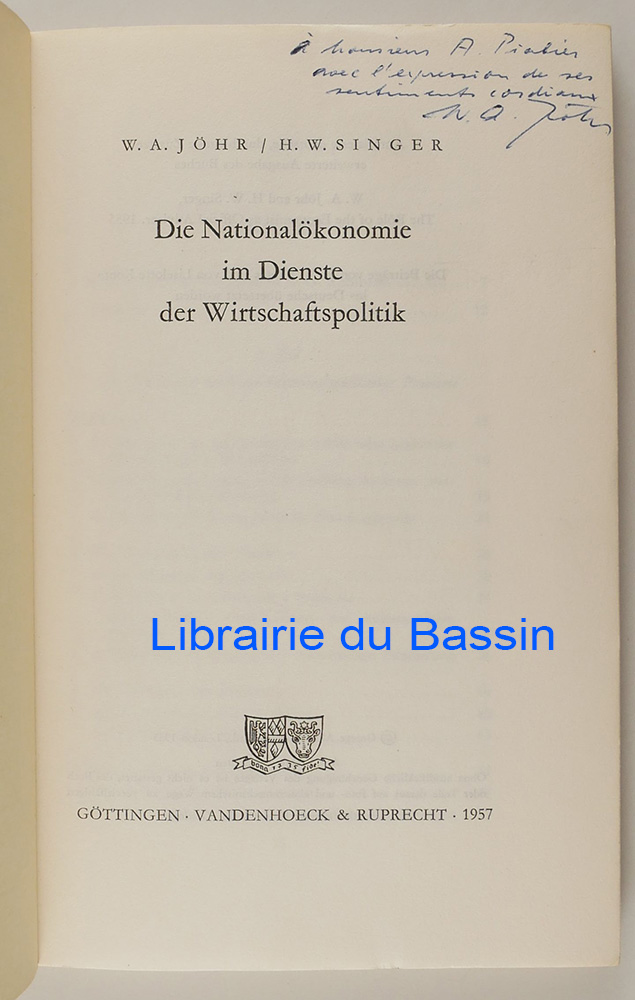 à Monsieur A. Piatier
avec l'expression de ses
sentiments cordiaux
W. A. Jöhr
W. A. JÖHR / H. W. SINGER
Die Nationalökonomie
im Dienste
der Wirtschaftspolitik
Librairie du Bassin
GÖTTINGEN · VANDENHOECK & RUPRECHT · 1957